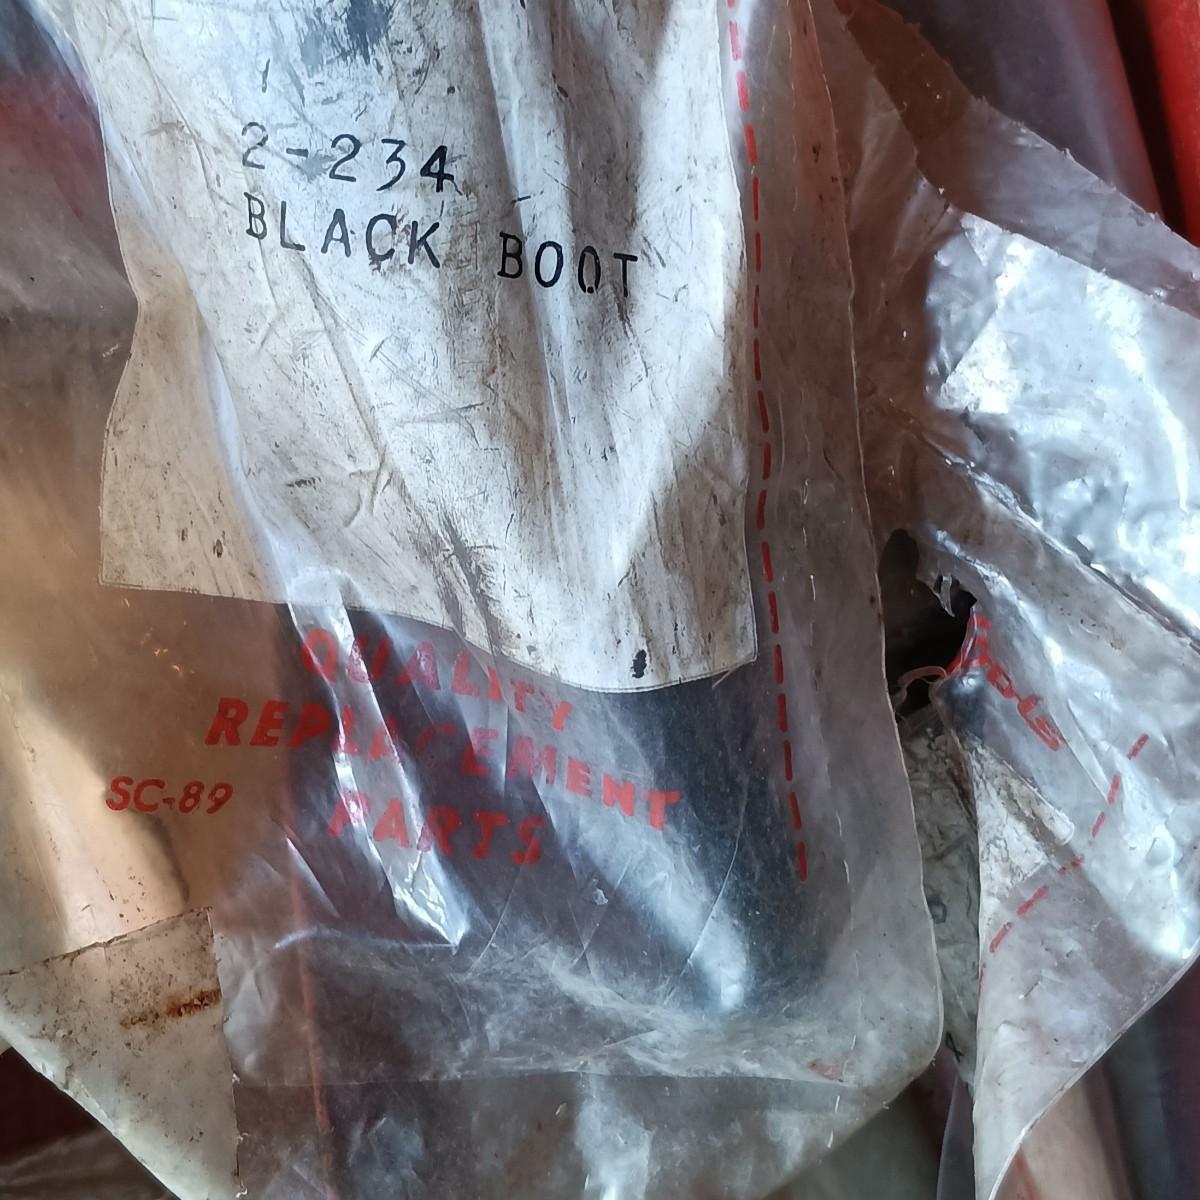 2-234
BLACK BOOT
QUALITY
REPLACEMENT
PARTS
SC-89